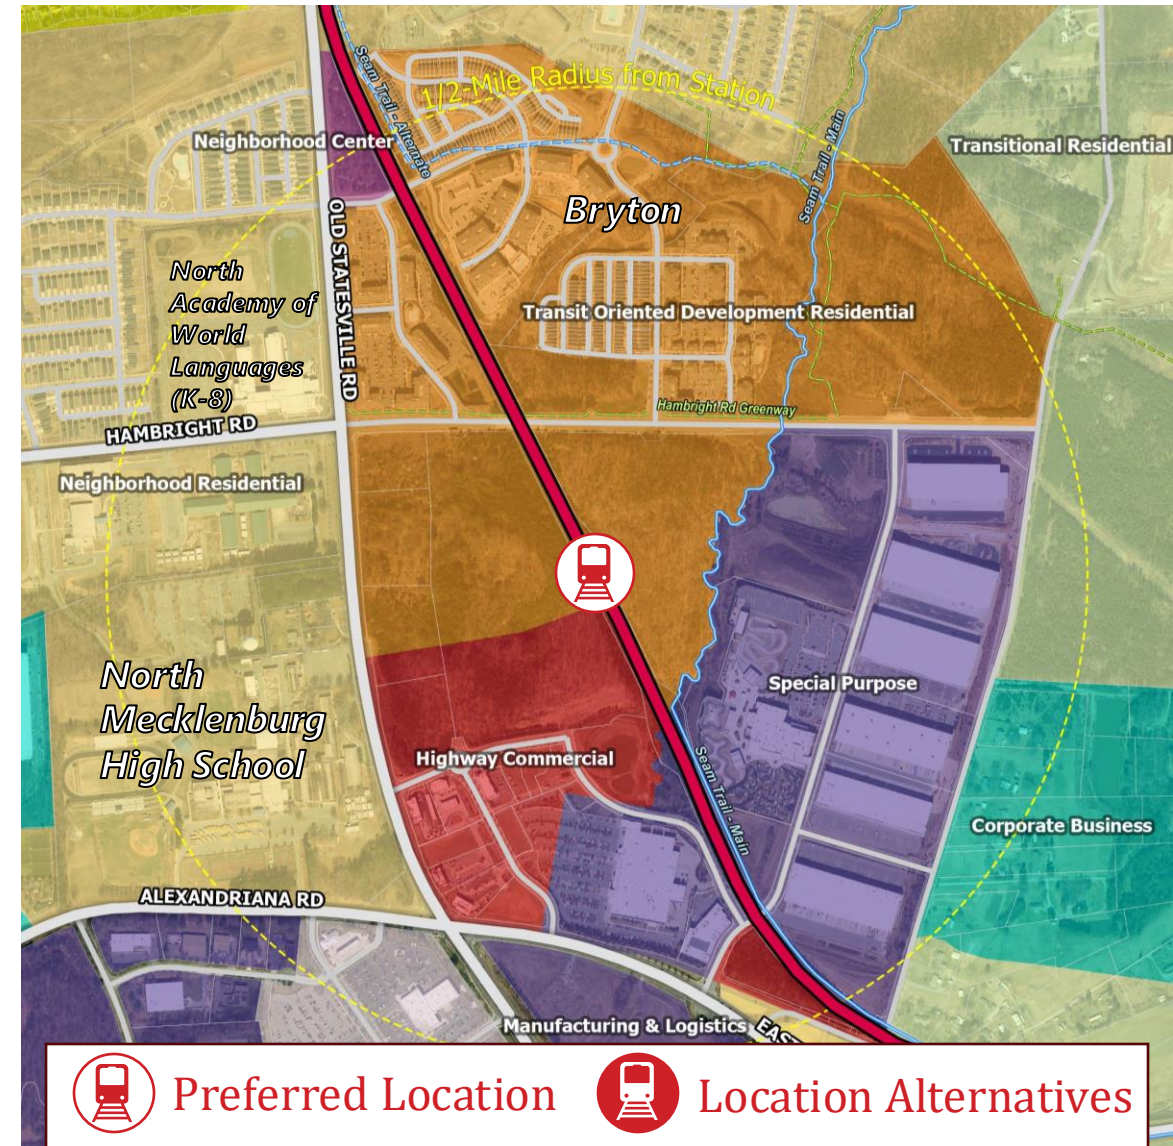 Seam Trail - Alternate
1/2-Mile Radius from Station
Neighborhood Center
Seam Trail - Main
Transitional Residential
OLD STATESVILLE RD
Bryton
North
Academy of
World
Languages
(K-8)
Transit Oriented Development Residential
Hambright Rd Greenway
HAMBRIGHT RD
Neighborhood Residential
North
Mecklenburg
High School
Special Purpose
Highway Commercial
Seam Trail - Main
Corporate Business
ALEXANDRIANA RD
Manufacturing & Logistics
EAST
Preferred Location
Location Alternatives